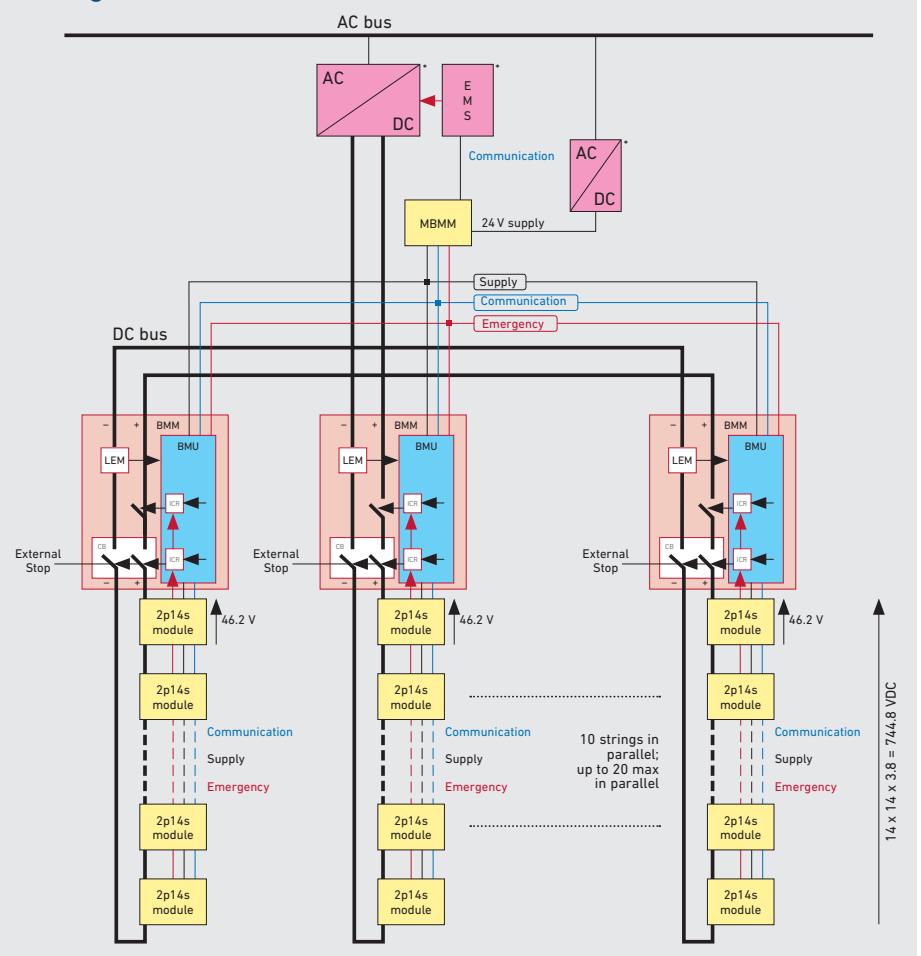 AC bus
AC
DC
*
E
M
S
*
Communication
AC
DC
*
MBMM
24 V supply
Supply
Communication
Emergency
DC bus
– + BMM
BMU
LEM
ICR
CB
ICR
External
Stop
– +
– + BMM
BMU
LEM
ICR
CB
ICR
External
Stop
– +
– + BMM
BMU
LEM
ICR
CB
ICR
External
Stop
– +
2p14s
module
46.2 V
2p14s
module
46.2 V
2p14s
module
46.2 V
2p14s
module
2p14s
module
2p14s
module
Communication
Supply
Emergency
Communication
Supply
Emergency
10 strings in
parallel;
up to 20 max
in parallel
Communication
Supply
Emergency
14 x 14 x 3.8 = 744.8 VDC
2p14s
module
2p14s
module
2p14s
module
2p14s
module
2p14s
module
2p14s
module